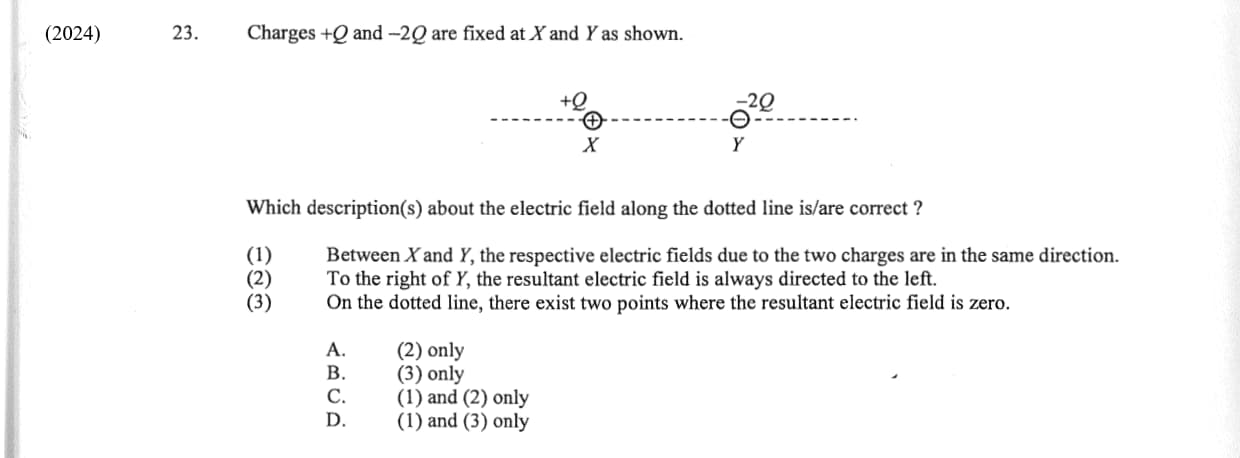 (2024) 23. Charges +Q and –2Q are fixed at X and Y as shown.
+Q –2Q
X Y
Which description(s) about the electric field along the dotted line is/are correct ?
(1) Between X and Y, the respective electric fields due to the two charges are in the same direction.
(2) To the right of Y, the resultant electric field is always directed to the left.
(3) On the dotted line, there exist two points where the resultant electric field is zero.
A. (2) only
B. (3) only
C. (1) and (2) only
D. (1) and (3) only